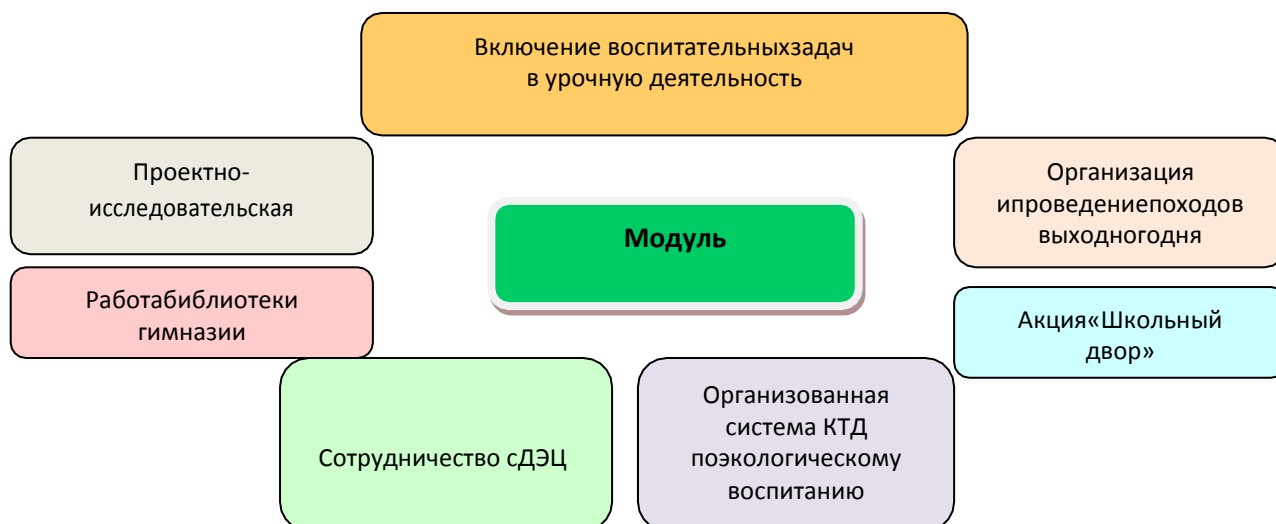 Включение воспитательныхзадач
в урочную деятельность
Проектно-
исследовательская
Организация
ипроведениепоходов
выходногодня
Модуль
Работабиблиотеки
гимназии
Акция«Школьный
двор»
Сотрудничество сДЭЦ
Организованная
система КТД
поэкологическому
воспитанию